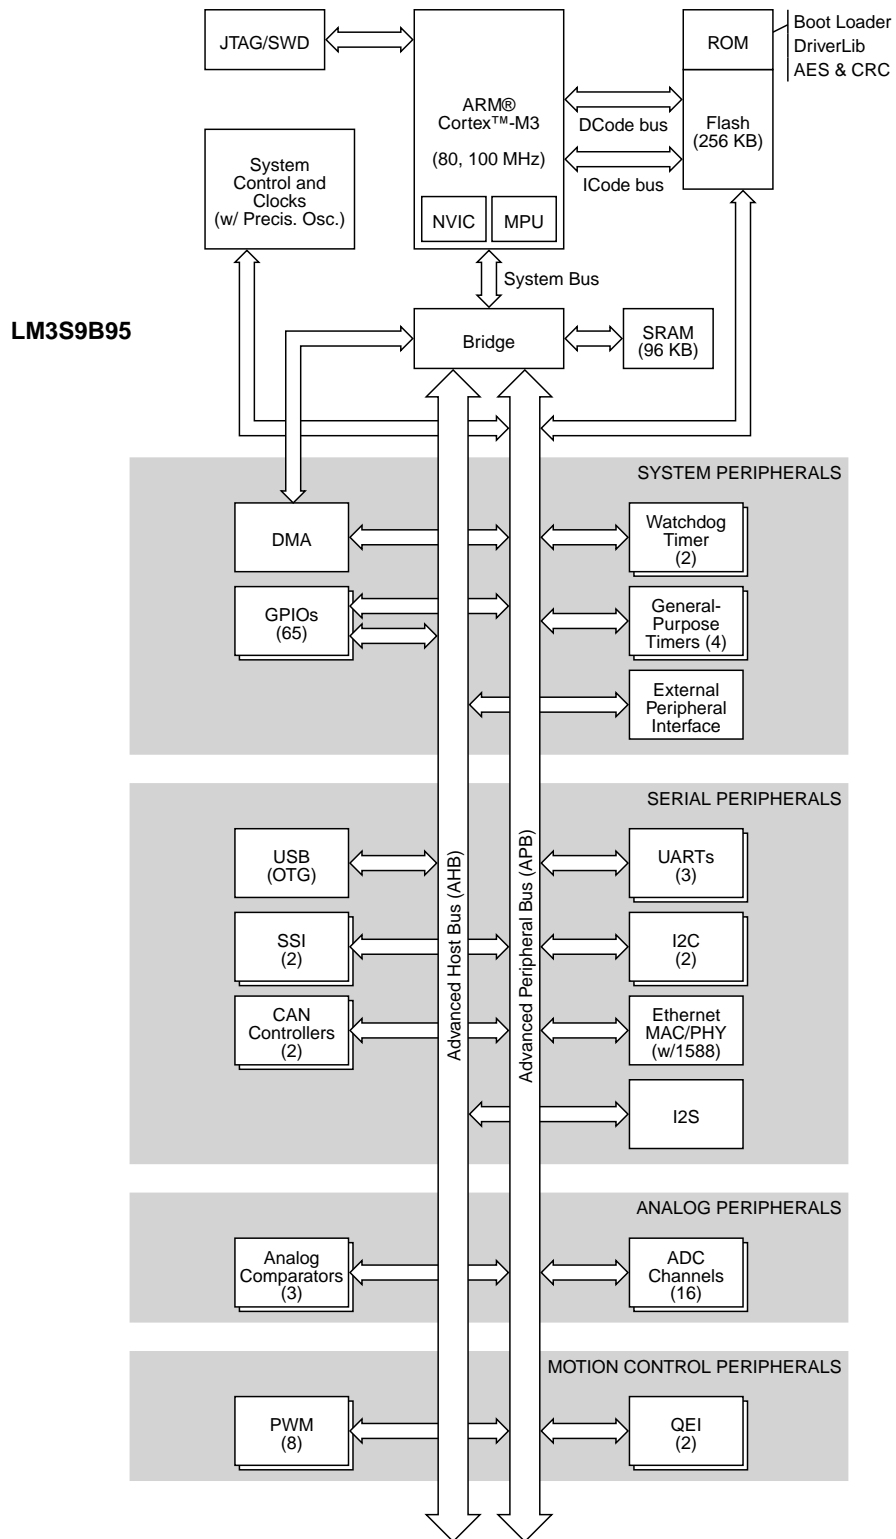 JTAG/SWD
ARM®
Cortex™-M3
(80, 100 MHz)
NVIC
MPU
ROM
Boot Loader
DriverLib
AES & CRC
Flash
(256 KB)
DCode bus
ICode bus
System
Control and
Clocks
(w/ Precis. Osc.)
System Bus
LM3S9B95
Bridge
SRAM
(96 KB)
SYSTEM PERIPHERALS
DMA
Watchdog
Timer
(2)
GPIOs
(65)
General-
Purpose
Timers (4)
External
Peripheral
Interface
Advanced Host Bus (AHB)
Advanced Peripheral Bus (APB)
SERIAL PERIPHERALS
USB
(OTG)
UARTs
(3)
SSI
(2)
I2C
(2)
CAN
Controllers
(2)
Ethernet
MAC/PHY
(w/1588)
I2S
ANALOG PERIPHERALS
Analog
Comparators
(3)
ADC
Channels
(16)
MOTION CONTROL PERIPHERALS
PWM
(8)
QEI
(2)